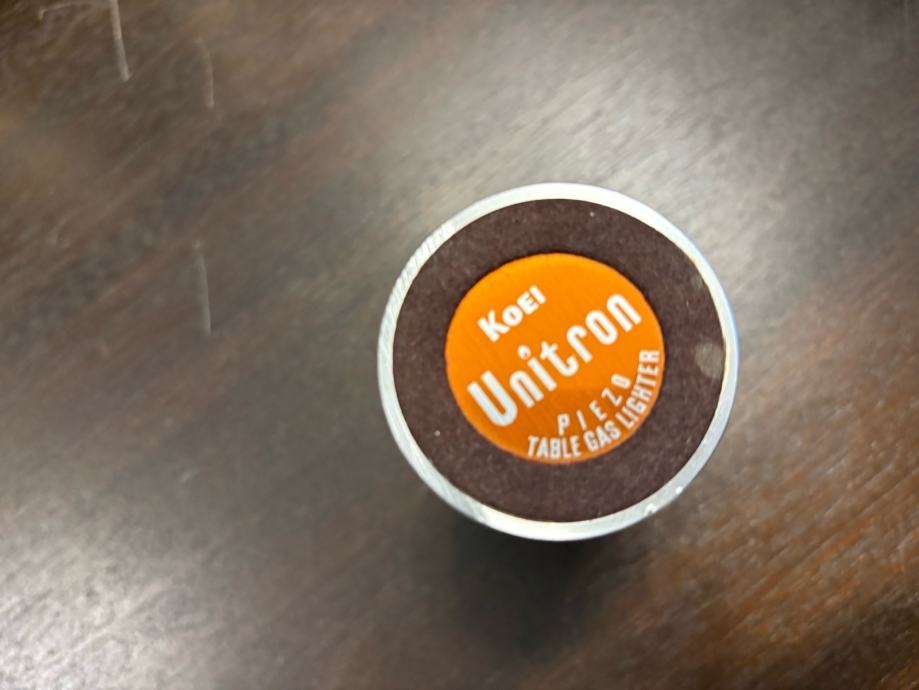 KOEI
Unitron
PIEZO
TABLE GAS LIGHTER